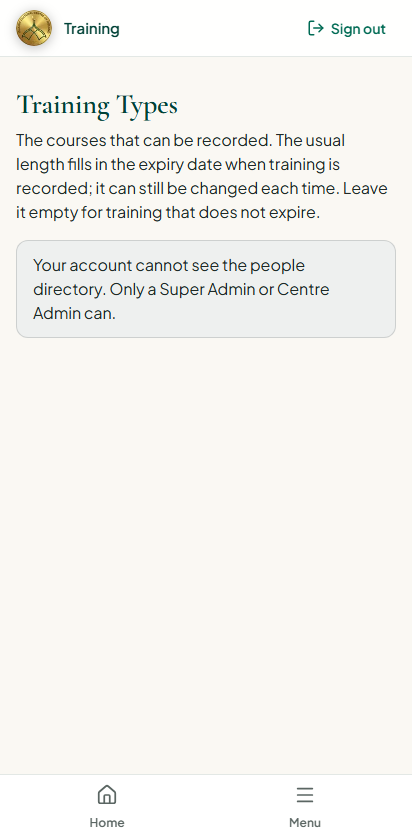 Training
Sign out
Training Types
The courses that can be recorded. The usual
length fills in the expiry date when training is
recorded; it can still be changed each time. Leave
it empty for training that does not expire.
Your account cannot see the people
directory. Only a Super Admin or Centre
Admin can.
Home
Menu